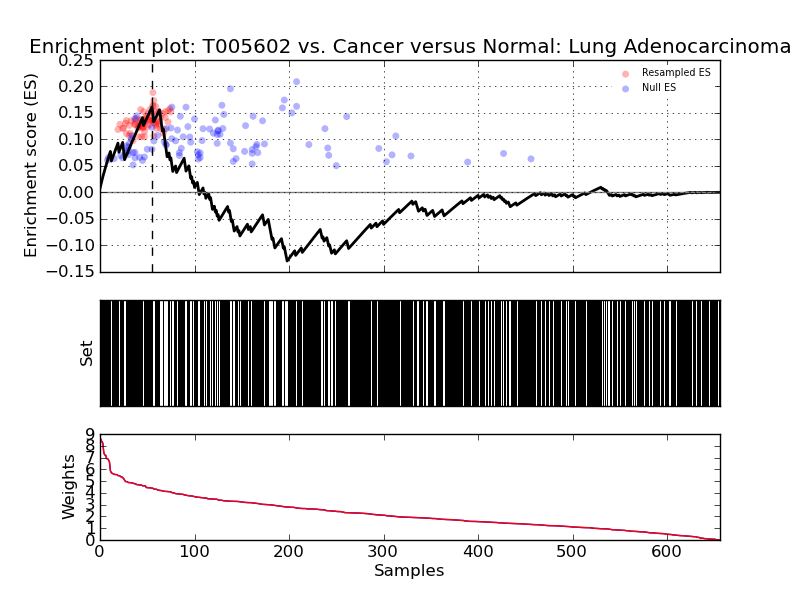 Enrichment plot: T005602 vs. Cancer versus Normal: Lung Adenocarcinoma
0.25
0.20
0.15
0.10
0.05
0.00
−0.05
−0.10
−0.15
Enrichment score (ES)
Resampled ES
Null ES
Set
9
8
7
6
5
4
3
2
1
0
Weights
0 100 200 300 400 500 600
Samples